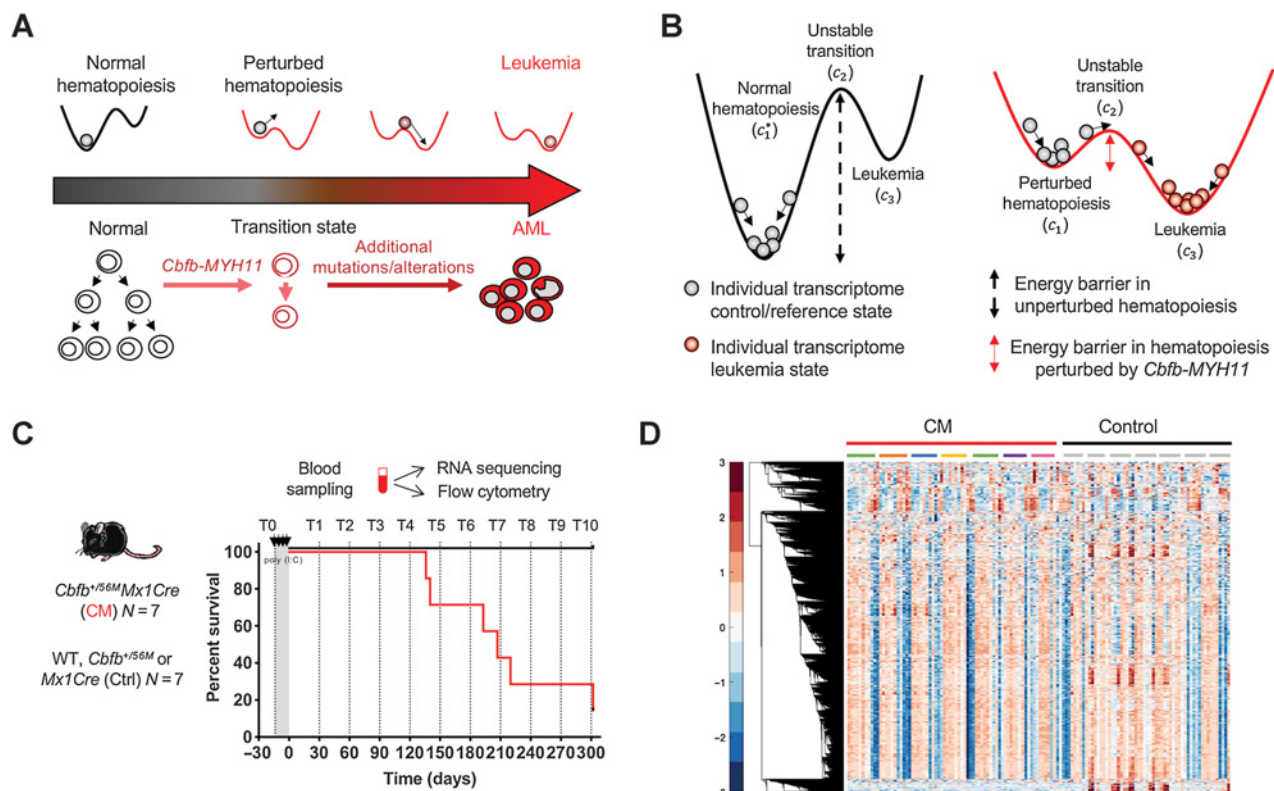 A
Normal
hematopoiesis
Perturbed
hematopoiesis
Leukemia
Normal
Transition state
AML
Cbfb-MYH11
Additional
mutations/alterations
B
Unstable
transition
(c₂)
Normal
hematopoiesis
(c₁*)
Leukemia
(c₃)
Unstable
transition
(c₂)
Perturbed
hematopoiesis
(c₁)
Leukemia
(c₃)
Individual transcriptome
control/reference state
Individual transcriptome
leukemia state
Energy barrier in
unperturbed hematopoiesis
Energy barrier in hematopoiesis
perturbed by Cbfb-MYH11
C
Blood
sampling
RNA sequencing
Flow cytometry
Cbfb+/56MMx1Cre
(CM) N = 7
WT, Cbfb+/56M or
Mx1Cre (Ctrl) N = 7
T0 T1 T2 T3 T4 T5 T6 T7 T8 T9 T10
poly (I:C)
Percent survival
100
80
60
40
20
0
−30 0 30 60 90 120 150 180 210 240 270 300
Time (days)
D
CM Control
3
2
1
0
−1
−2